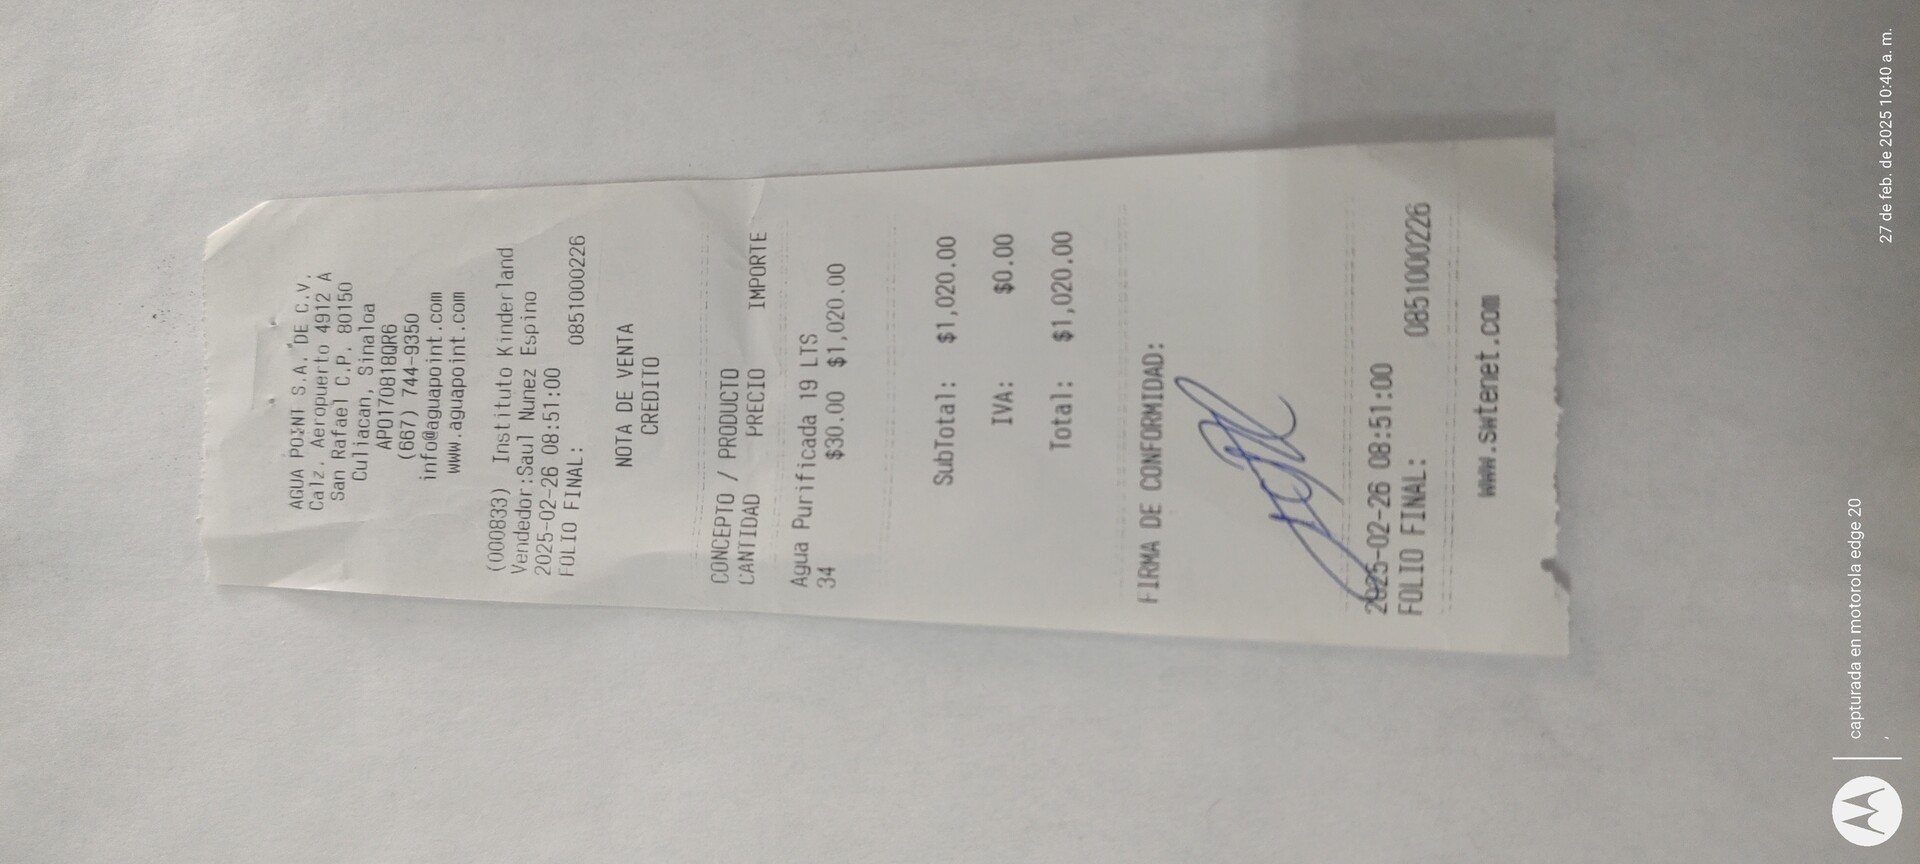 AGUA POINT S.A. DE C.V.
Calz. Aeropuerto 4912 A
San Rafael C.P. 80150
Culiacan, Sinaloa
APO170818QR6
(667) 744-9350
info@aguapoint.com
www.aguapoint.com
(000833) Instituto Kinderland
Vendedor:Saul Nunez Espino
2025-02-26 08:51:00
FOLIO FINAL: 0851000226
NOTA DE VENTA
CREDITO
CONCEPTO / PRODUCTO
CANTIDAD PRECIO IMPORTE
Agua Purificada 19 LTS
34 $30.00 $1,020.00
SubTotal: $1,020.00
IVA: $0.00
Total: $1,020.00
FIRMA DE CONFORMIDAD:
2025-02-26 08:51:00
FOLIO FINAL: 0851000226
www.Swtenet.com
capturada en motorola edge 20
27 de feb. de 2025 10:40 a. m.